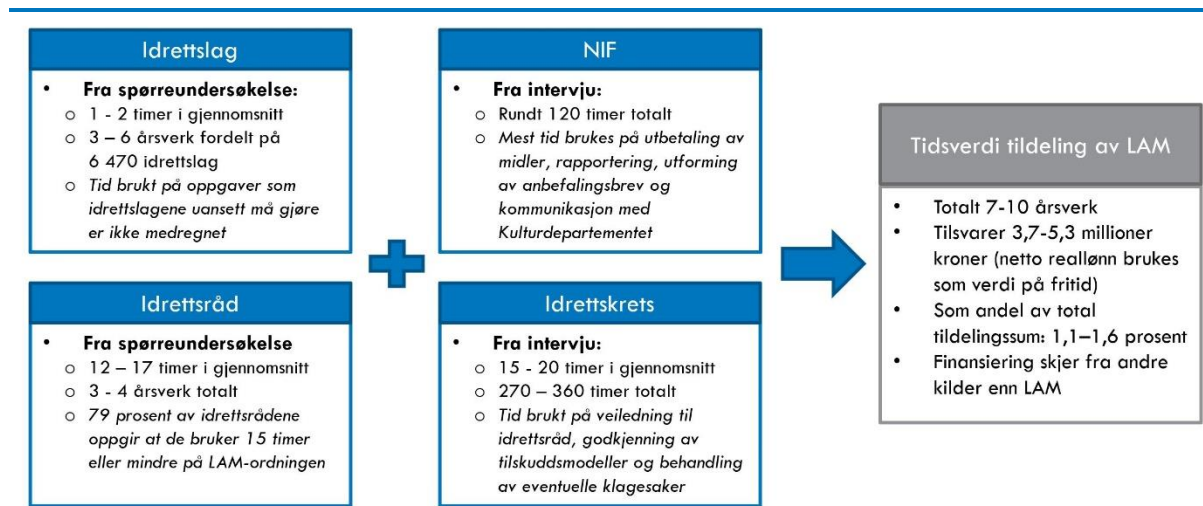 Idrettslag
• Fra spørreundersøkelse:
o 1 - 2 timer i gjennomsnitt
o 3 – 6 årsverk fordelt på
6 470 idrettslag
o Tid brukt på oppgaver som
idrettslagene uansett må gjøre
er ikke medregnet
NIF
• Fra intervju:
o Rundt 120 timer totalt
o Mest tid brukes på utbetaling av
midler, rapportering, utforming
av anbefalingsbrev og
kommunikasjon med
Kulturdepartementet
Idrettsråd
• Fra spørreundersøkelse
o 12 – 17 timer i gjennomsnitt
o 3 - 4 årsverk totalt
o 79 prosent av idrettsrådene
oppgir at de bruker 15 timer
eller mindre på LAM-ordningen
Idrettskrets
• Fra intervju:
o 15 - 20 timer i gjennomsnitt
o 270 – 360 timer totalt
o Tid brukt på veiledning til
idrettsråd, godkjenning av
tilskuddsmodeller og behandling
av eventuelle klagesaker
Tidsverdi tildeling av LAM
• Totalt 7-10 årsverk
• Tilsvarer 3,7-5,3 millioner
kroner (netto reallønn brukes
som verdi på fritid)
• Som andel av total
tildelingssum: 1,1–1,6 prosent
• Finansiering skjer fra andre
kilder enn LAM